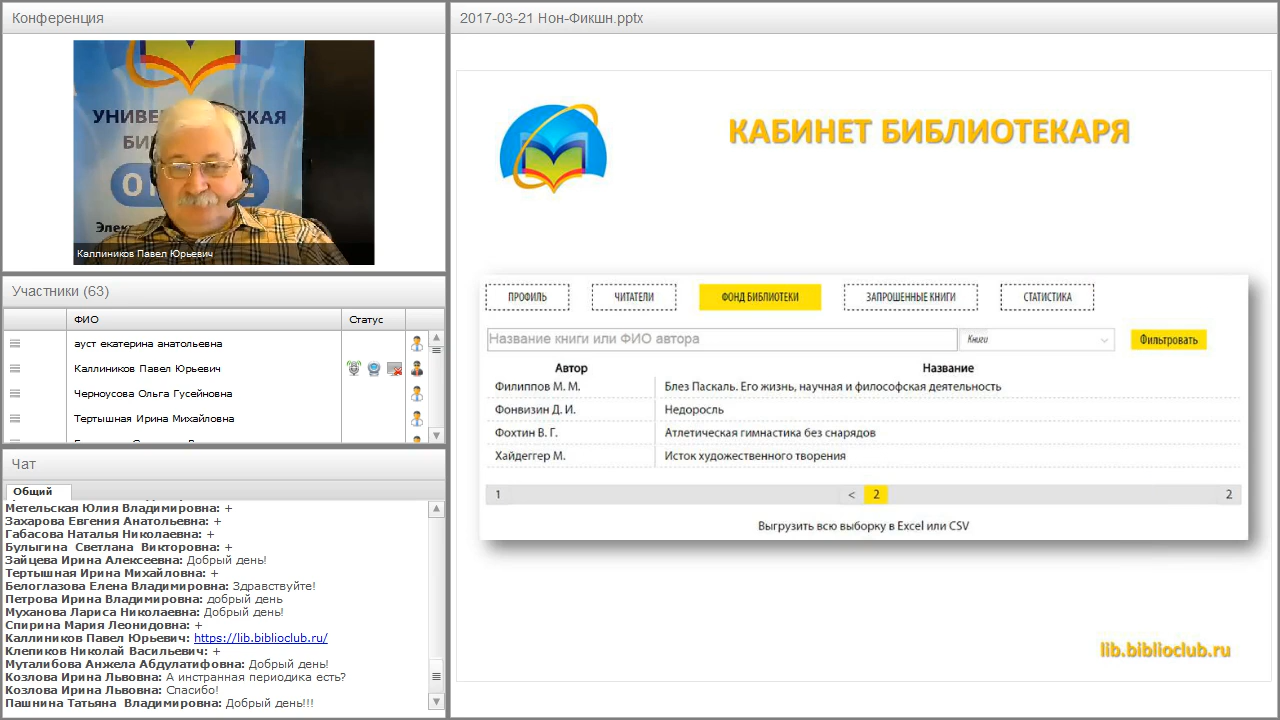 Конференция
УНИВЕ
СКАЯ
Каллиников Павел Юрьевич
Участники (63)
ФИО Статус
ауст екатерина анатольевна
Каллиников Павел Юрьевич
Черноусова Ольга Гусейновна
Тертышная Ирина Михайловна
Чат
Общий
Метельская Юлия Владимировна: +
Захарова Евгения Анатольевна: +
Габасова Наталья Николаевна: +
Булыгина Светлана Викторовна: +
Зайцева Ирина Алексеевна: Добрый день!
Тертышная Ирина Михайловна: +
Белоглазова Елена Владимировна: Здравствуйте!
Петрова Ирина Владимировна: добрый день
Муханова Лариса Николаевна: Добрый день!
Спирина Мария Леонидовна: +
Каллиников Павел Юрьевич: https://lib.biblioclub.ru/
Клепиков Николай Васильевич: +
Муталибова Анжела Абдулатифовна: Добрый день!
Козлова Ирина Львовна: А инстранная периодика есть?
Козлова Ирина Львовна: Спасибо!
Пашнина Татьяна Владимировна: Добрый день!!!
2017-03-21 Нон-Фикшн.pptx
КАБИНЕТ БИБЛИОТЕКАРЯ
ПРОФИЛЬ ЧИТАТЕЛИ ФОНД БИБЛИОТЕКИ ЗАПРОШЕННЫЕ КНИГИ СТАТИСТИКА
Название книги или ФИО автора Книги Фильтровать
Автор Название
Филиппов М. М. Блез Паскаль. Его жизнь, научная и философская деятельность
Фонвизин Д. И. Недоросль
Фохтин В. Г. Атлетическая гимнастика без снарядов
Хайдеггер М. Исток художественного творения
1 < 2 2
Выгрузить всю выборку в Excel или CSV
lib.biblioclub.ru